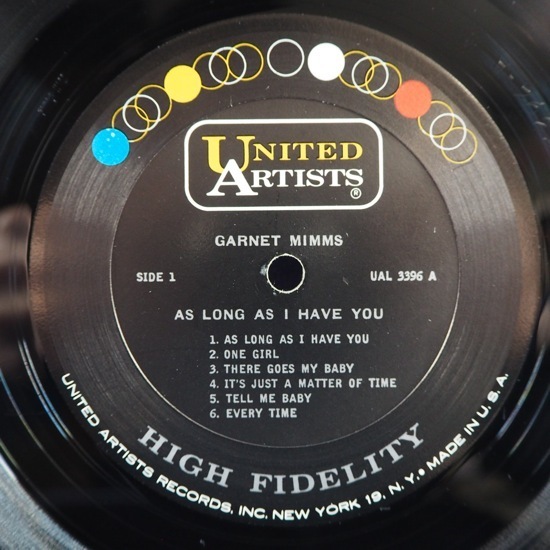 UNITED
ARTISTS®
GARNET MIMMS
SIDE 1
UAL 3396 A
AS LONG AS I HAVE YOU
1. AS LONG AS I HAVE YOU
2. ONE GIRL
3. THERE GOES MY BABY
4. IT'S JUST A MATTER OF TIME
5. TELL ME BABY
6. EVERY TIME
HIGH FIDELITY
UNITED ARTISTS RECORDS, INC. NEW YORK 19, N.Y. • MADE IN U.S.A.